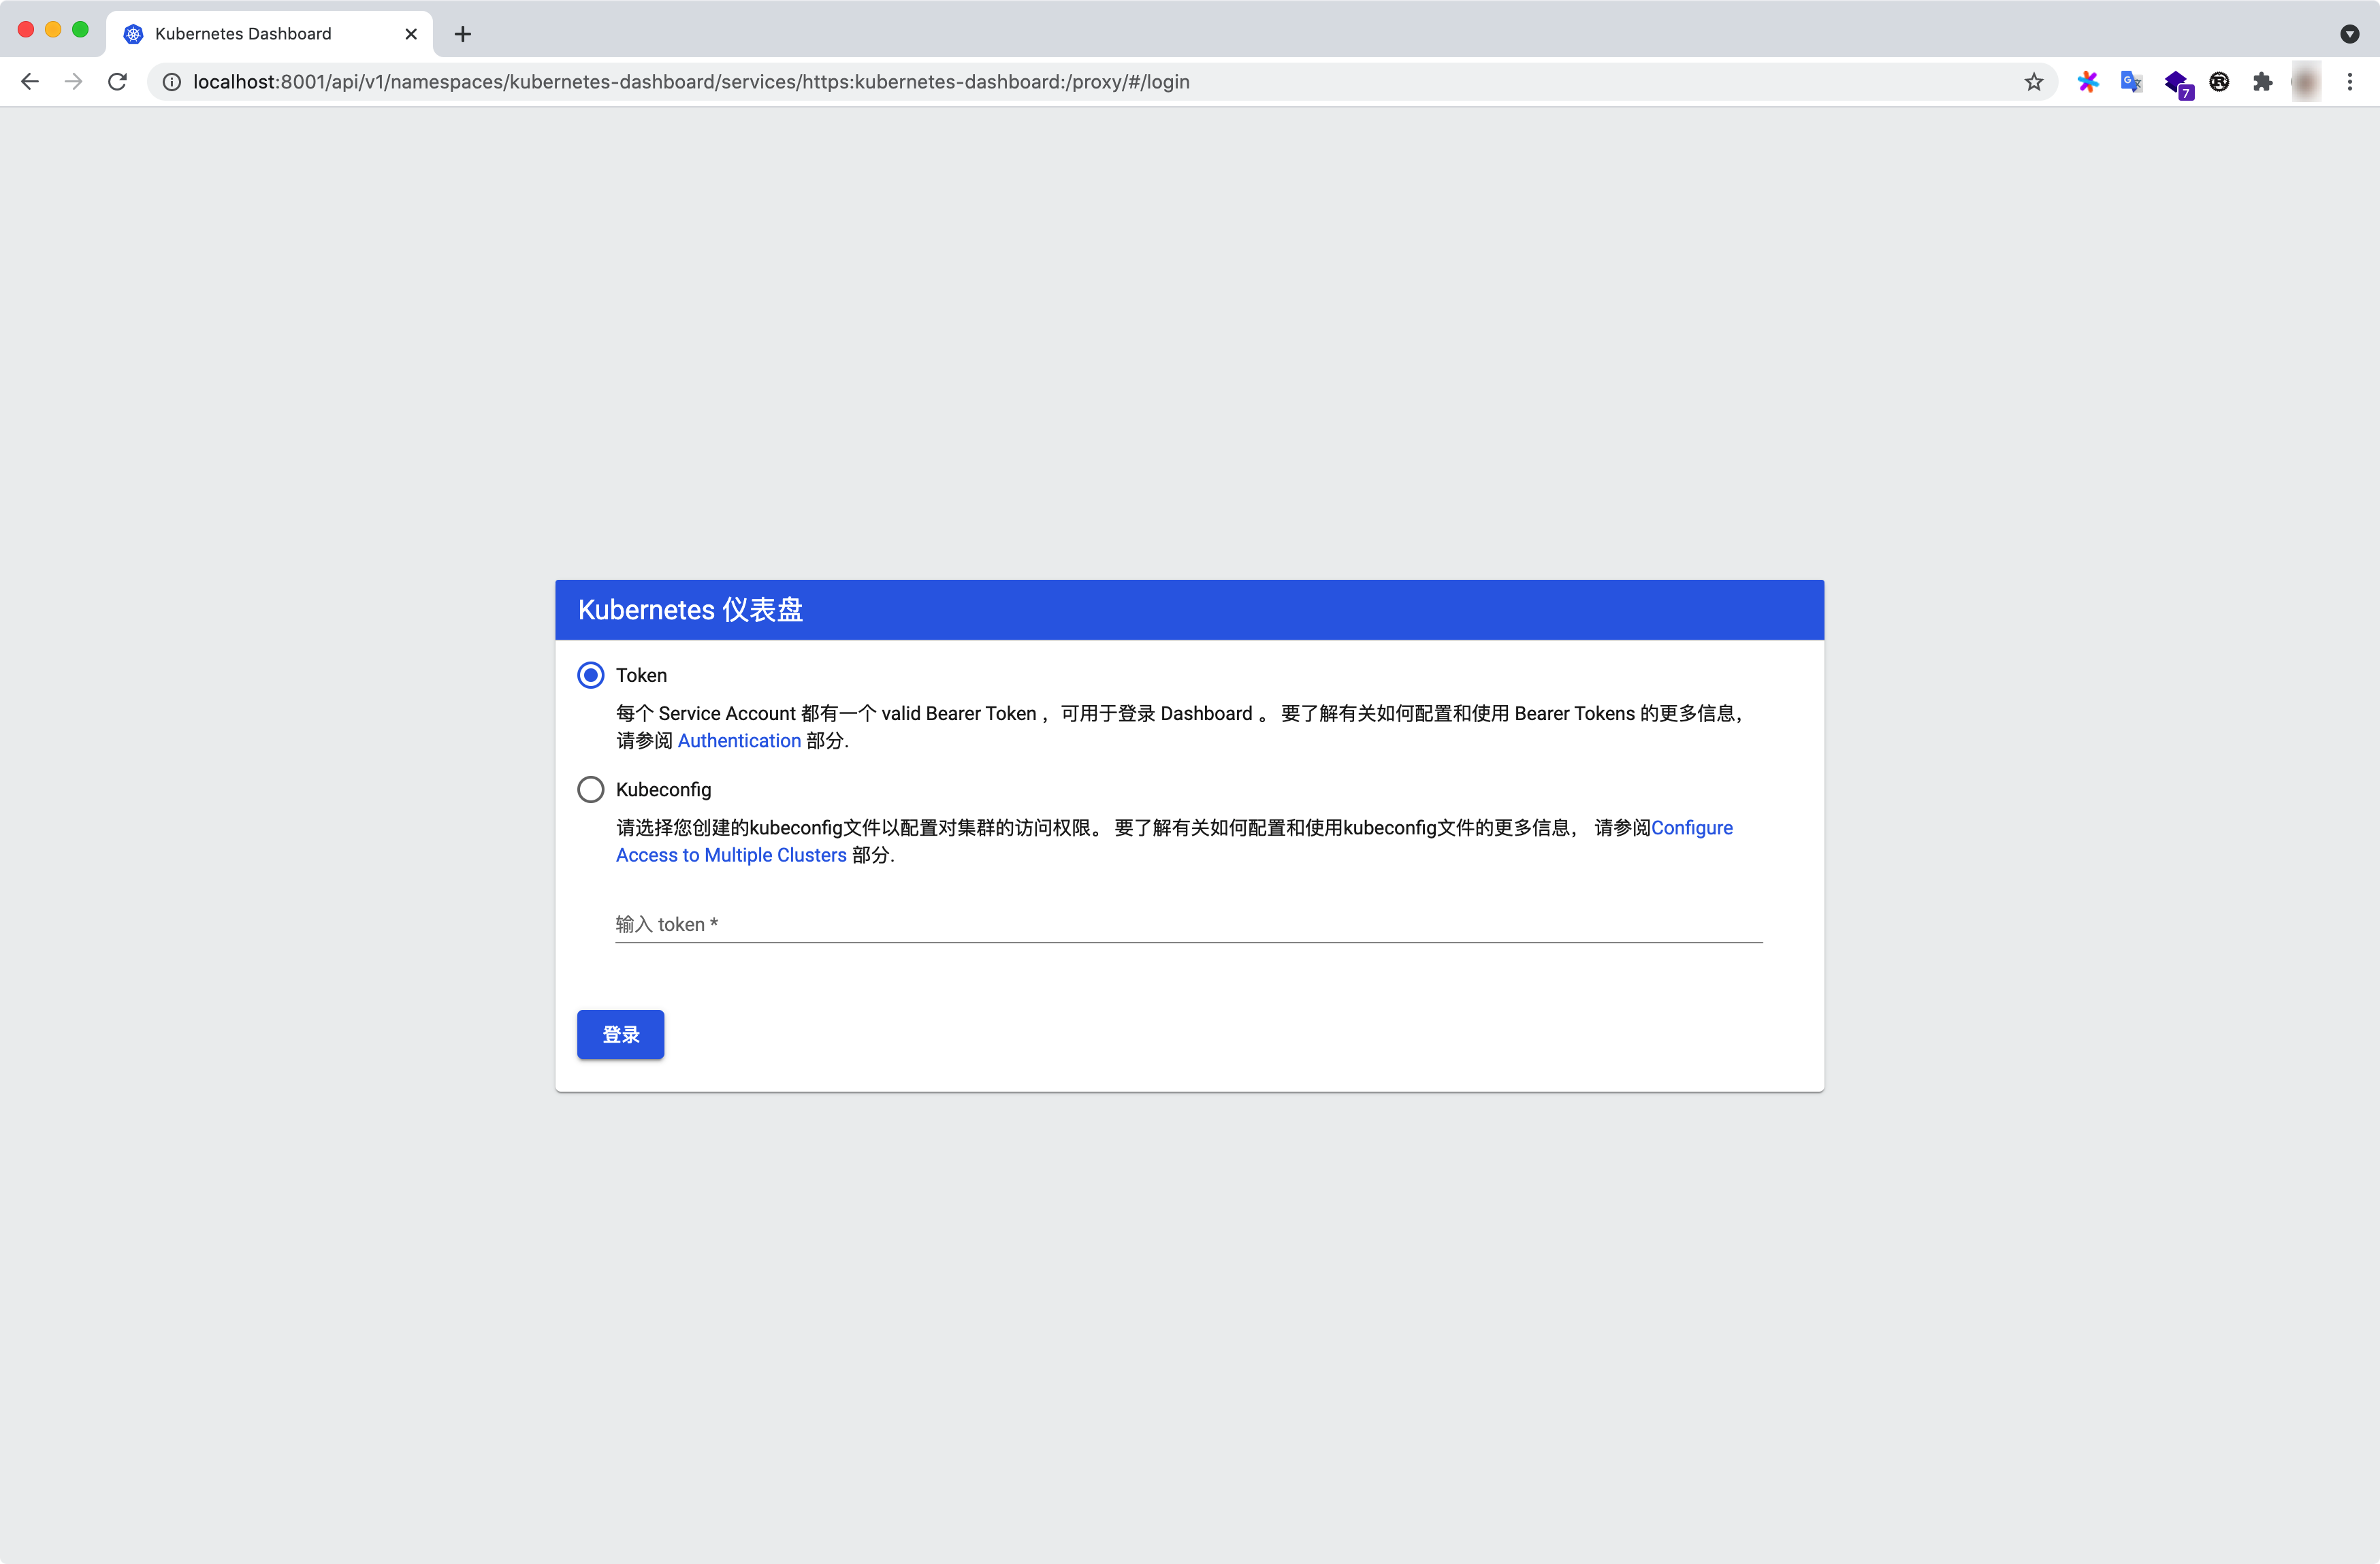 Kubernetes Dashboard
localhost:8001/api/v1/namespaces/kubernetes-dashboard/services/https:kubernetes-dashboard:/proxy/#/login
7
Kubernetes 仪表盘
Token
每个 Service Account 都有一个 valid Bearer Token ，可用于登录 Dashboard 。 要了解有关如何配置和使用 Bearer Tokens 的更多信息，
请参阅 Authentication 部分.
Kubeconfig
请选择您创建的kubeconfig文件以配置对集群的访问权限。 要了解有关如何配置和使用kubeconfig文件的更多信息， 请参阅Configure
Access to Multiple Clusters 部分.
输入 token *
登录